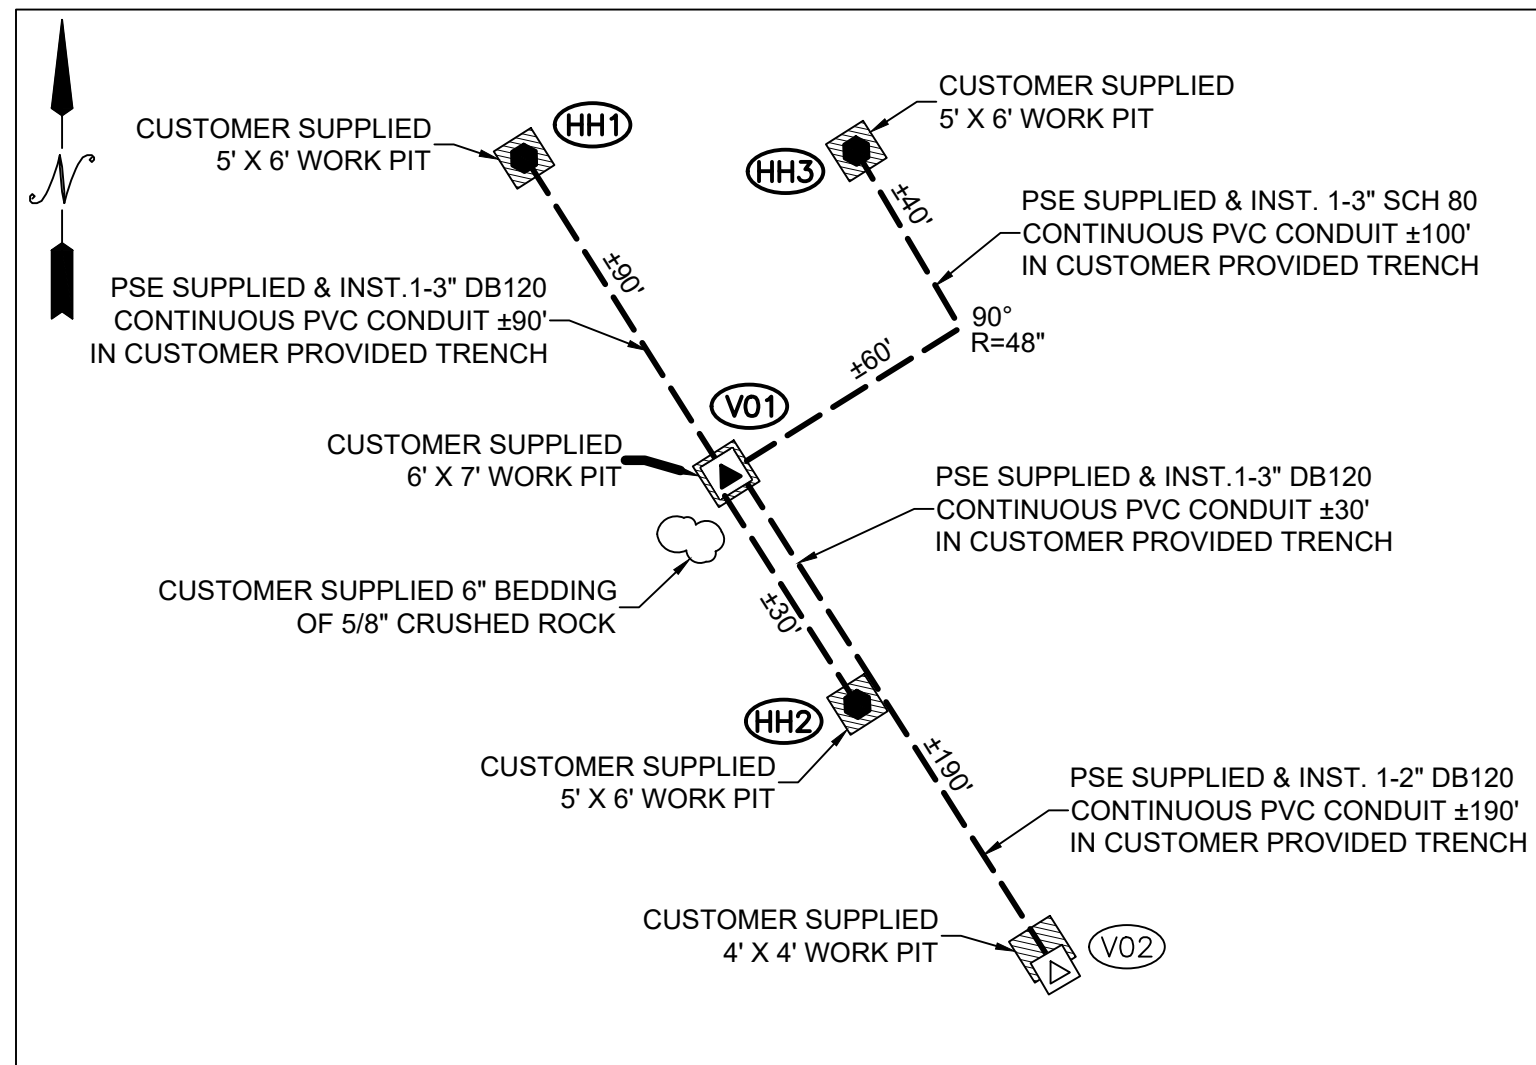 CUSTOMER SUPPLIED
5' X 6' WORK PIT
HH1
CUSTOMER SUPPLIED
5' X 6' WORK PIT
HH3
N
±40'
PSE SUPPLIED & INST. 1-3" SCH 80
CONTINUOUS PVC CONDUIT ±100'
IN CUSTOMER PROVIDED TRENCH
±90'
PSE SUPPLIED & INST.1-3" DB120
CONTINUOUS PVC CONDUIT ±90'
IN CUSTOMER PROVIDED TRENCH
90°
R=48"
±60'
V01
CUSTOMER SUPPLIED
6' X 7' WORK PIT
PSE SUPPLIED & INST.1-3" DB120
CONTINUOUS PVC CONDUIT ±30'
IN CUSTOMER PROVIDED TRENCH
CUSTOMER SUPPLIED 6" BEDDING
OF 5/8" CRUSHED ROCK
±30'
HH2
CUSTOMER SUPPLIED
5' X 6' WORK PIT
±190'
PSE SUPPLIED & INST. 1-2" DB120
CONTINUOUS PVC CONDUIT ±190'
IN CUSTOMER PROVIDED TRENCH
CUSTOMER SUPPLIED
4' X 4' WORK PIT
V02